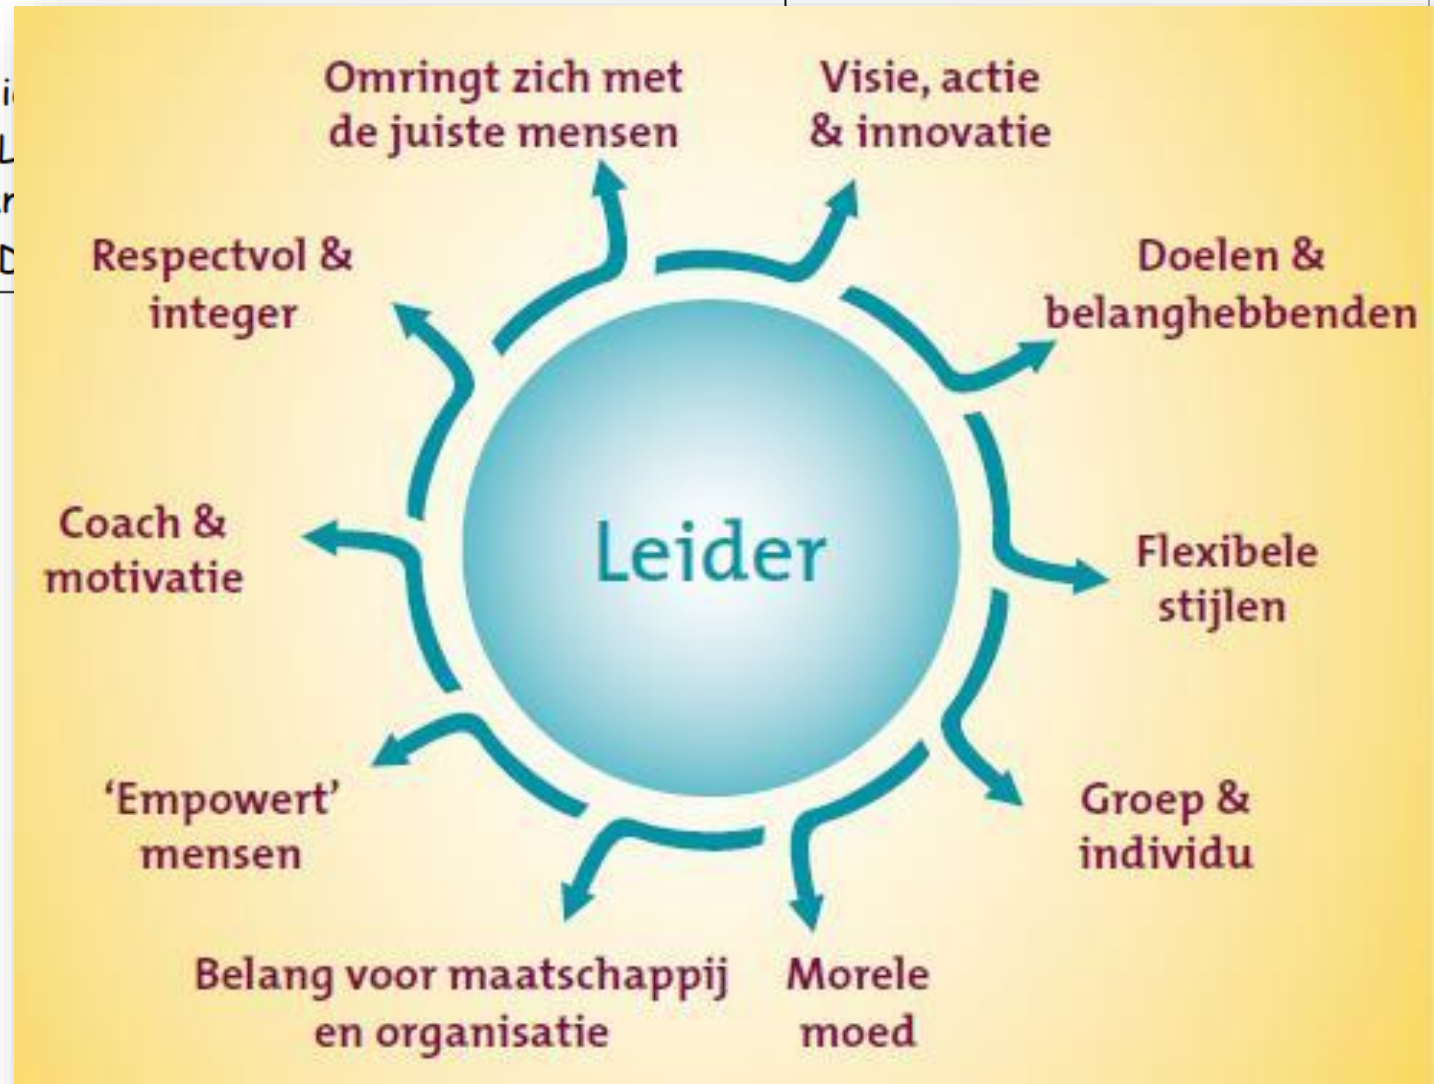 Omringt zich met
de juiste mensen
Visie, actie
& innovatie
Respectvol &
integer
Doelen &
belanghebbenden
Coach &
motivatie
Leider
Flexibele
stijlen
‘Empowert’
mensen
Groep &
individu
Belang voor maatschappij
en organisatie
Morele
moed